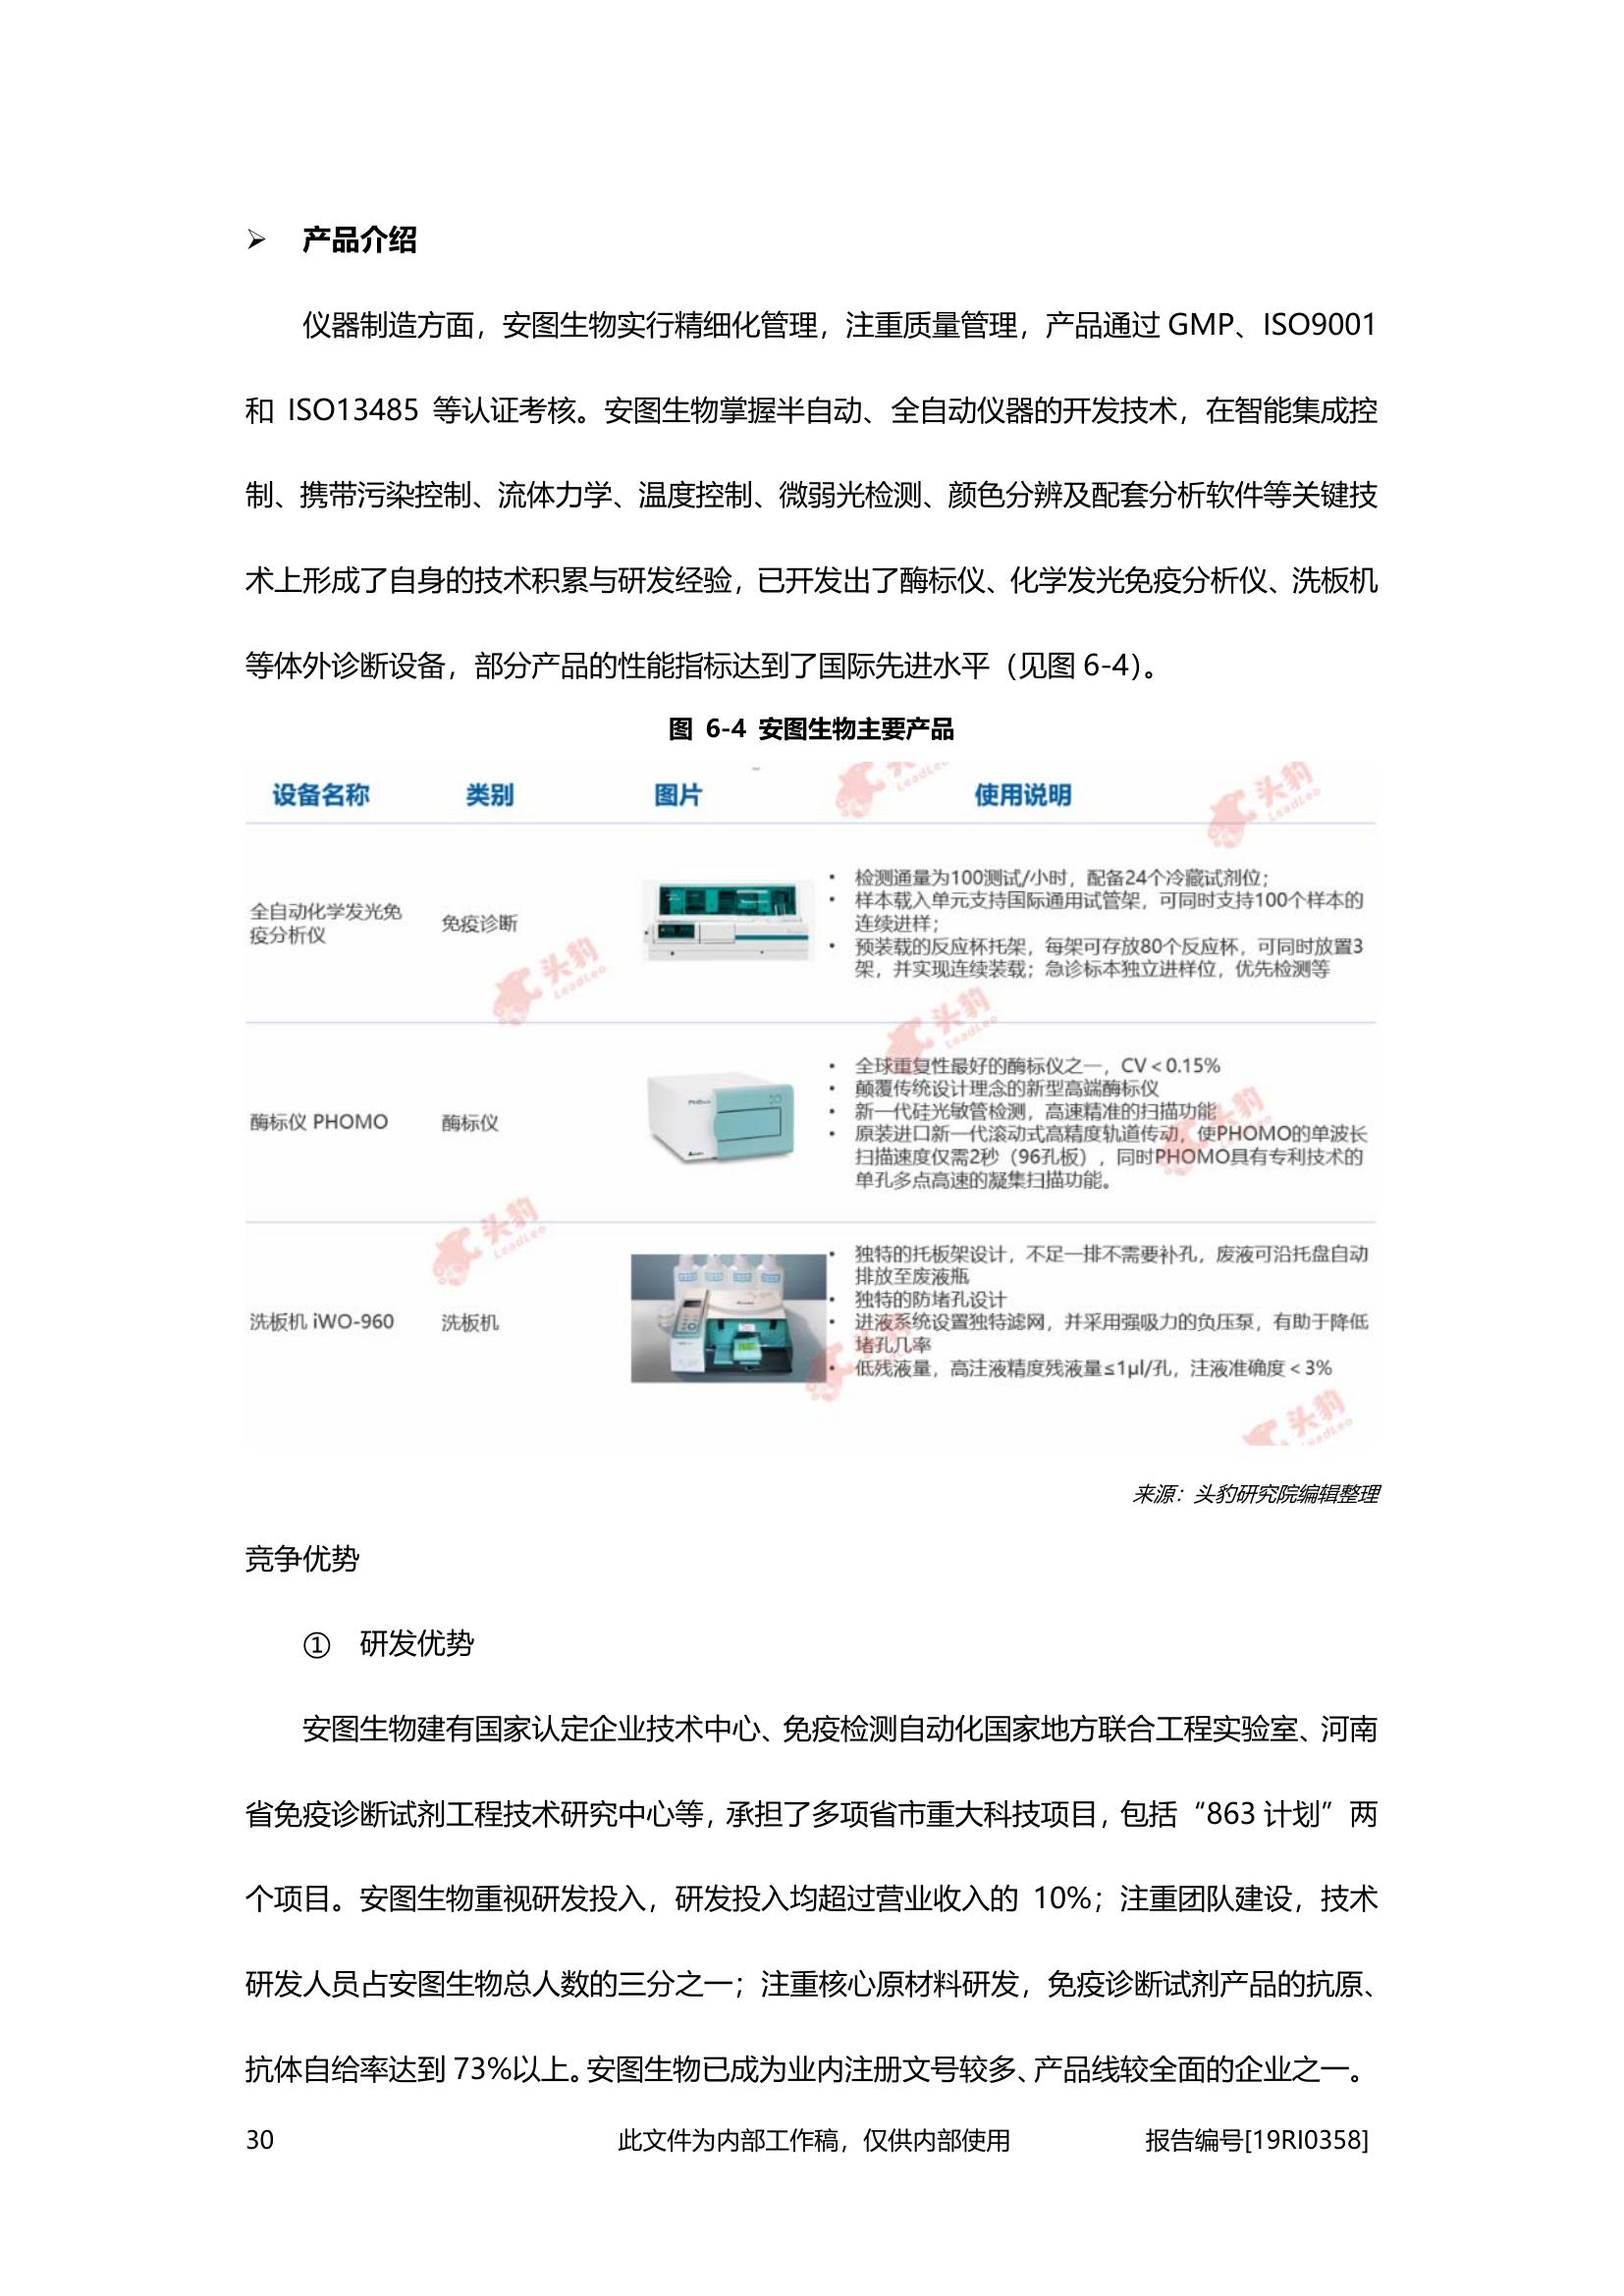 ➢ 产品介绍
仪器制造方面，安图生物实行精细化管理，注重质量管理，产品通过 GMP、ISO9001
和 ISO13485 等认证考核。安图生物掌握半自动、全自动仪器的开发技术，在智能集成控
制、携带污染控制、流体力学、温度控制、微弱光检测、颜色分辨及配套分析软件等关键技
术上形成了自身的技术积累与研发经验，已开发出了酶标仪、化学发光免疫分析仪、洗板机
等体外诊断设备，部分产品的性能指标达到了国际先进水平（见图 6-4）。
图 6-4 安图生物主要产品
设备名称 类别 图片 使用说明
全自动化学发光免
疫分析仪
免疫诊断
• 检测通量为100测试/小时，配备24个冷藏试剂位；
• 样本载入单元支持国际通用试管架，可同时支持100个样本的
连续进样；
• 预装载的反应杯托架，每架可存放80个反应杯，可同时放置3
架，并实现连续装载；急诊标本独立进样位，优先检测等
酶标仪 PHOMO
酶标仪
• 全球重复性最好的酶标仪之一，CV＜0.15%
• 颠覆传统设计理念的新型高端酶标仪
• 新一代硅光敏管检测，高速精准的扫描功能
• 原装进口新一代滚动式高精度轨道传动，使PHOMO的单波长
扫描速度仅需2秒（96孔板），同时PHOMO具有专利技术的
单孔多点高速的凝集扫描功能。
洗板机 iWO-960
洗板机
• 独特的托板架设计，不足一排不需要补孔，废液可沿托盘自动
排放至废液瓶
• 独特的防堵孔设计
• 进液系统设置独特滤网，并采用强吸力的负压泵，有助于降低
堵孔几率
• 低残液量，高注液精度残液量≤1μl/孔，注液准确度＜3%
头豹 LeadLeo
头豹 LeadLeo
头豹 LeadLeo
头豹 LeadLeo
头豹
头豹 LeadLeo
头豹 LeadLeo
来源：头豹研究院编辑整理
竞争优势
① 研发优势
安图生物建有国家认定企业技术中心、免疫检测自动化国家地方联合工程实验室、河南
省免疫诊断试剂工程技术研究中心等，承担了多项省市重大科技项目，包括“863 计划”两
个项目。安图生物重视研发投入，研发投入均超过营业收入的 10%；注重团队建设，技术
研发人员占安图生物总人数的三分之一；注重核心原材料研发，免疫诊断试剂产品的抗原、
抗体自给率达到 73%以上。安图生物已成为业内注册文号较多、产品线较全面的企业之一。
30 此文件为内部工作稿，仅供内部使用 报告编号[19RI0358]